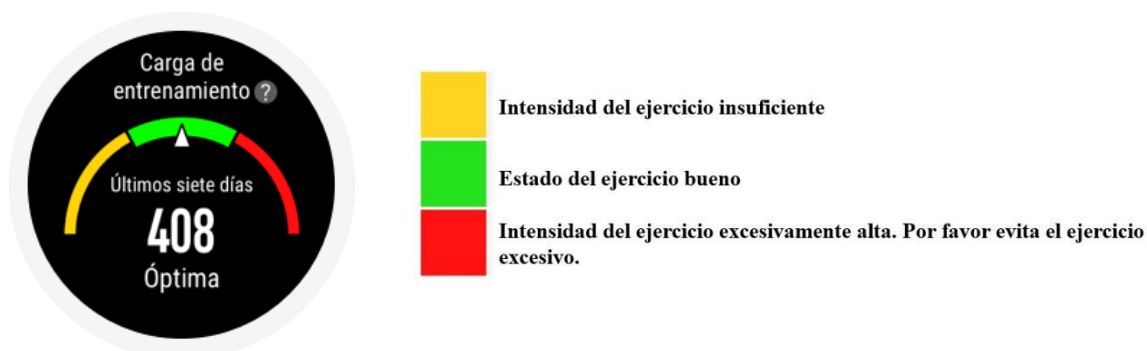 Carga de
entrenamiento ?
Últimos siete días
408
Óptima
Intensidad del ejercicio insuficiente
Estado del ejercicio bueno
Intensidad del ejercicio excesivamente alta. Por favor evita el ejercicio
excesivo.